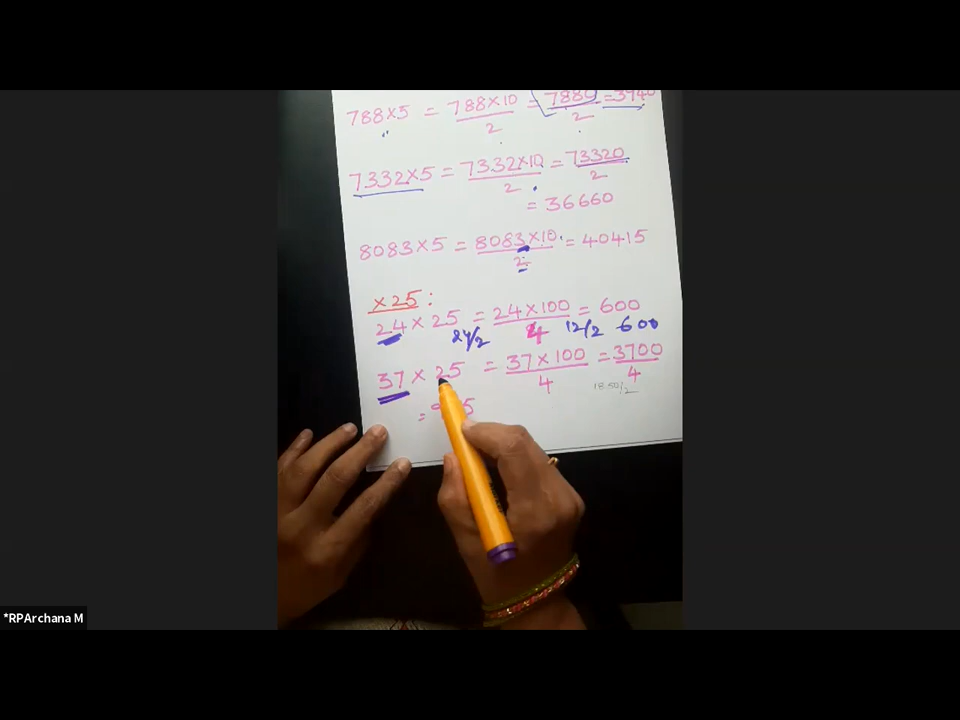 788×5 = 788×10/2 = 7880/2 = 3940
7332×5 = 7332×10/2 = 73320/2
= 36660
8083×5 = 8083×10/2 = 40415
×25 :
24 × 25 = 24×100/4 = 600
24/2 12/2 600
37 × 25 = 37×100/4 = 3700/4
1850/2
*RPArchana M